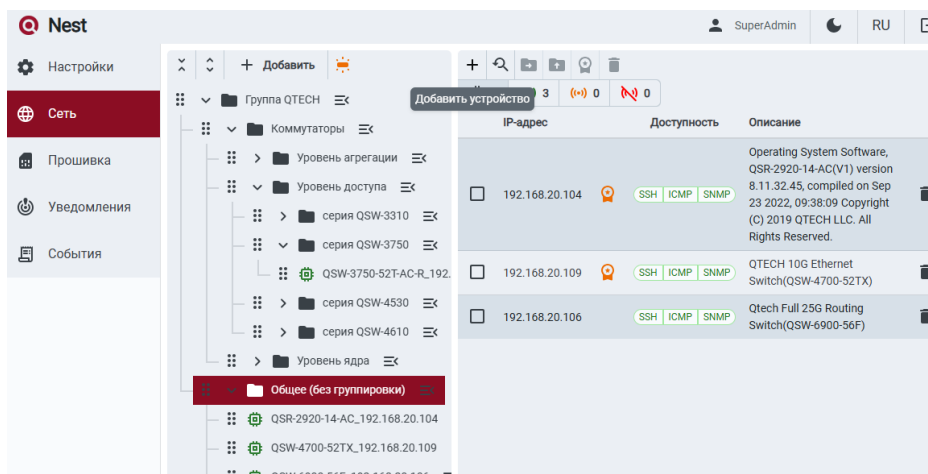 Nest
SuperAdmin
RU
Настройки
Сеть
Прошивка
Уведомления
События
Добавить
Группа QTECH
Коммутаторы
Уровень агрегации
Уровень доступа
серия QSW-3310
серия QSW-3750
QSW-3750-52T-AC-R_192.
серия QSW-4530
серия QSW-4610
Уровень ядра
Общее (без группировки)
QSR-2920-14-AC_192.168.20.104
QSW-4700-52TX_192.168.20.109
Добавить устройство
3
0
0
IP-адрес Доступность Описание
192.168.20.104 SSH ICMP SNMP
Operating System Software,
QSR-2920-14-AC(V1) version
8.11.32.45, compiled on Sep
23 2022, 09:38:09 Copyright
(C) 2019 QTECH LLC. All
Rights Reserved.
192.168.20.109 SSH ICMP SNMP
QTECH 10G Ethernet
Switch(QSW-4700-52TX)
192.168.20.106 SSH ICMP SNMP
Qtech Full 25G Routing
Switch(QSW-6900-56F)